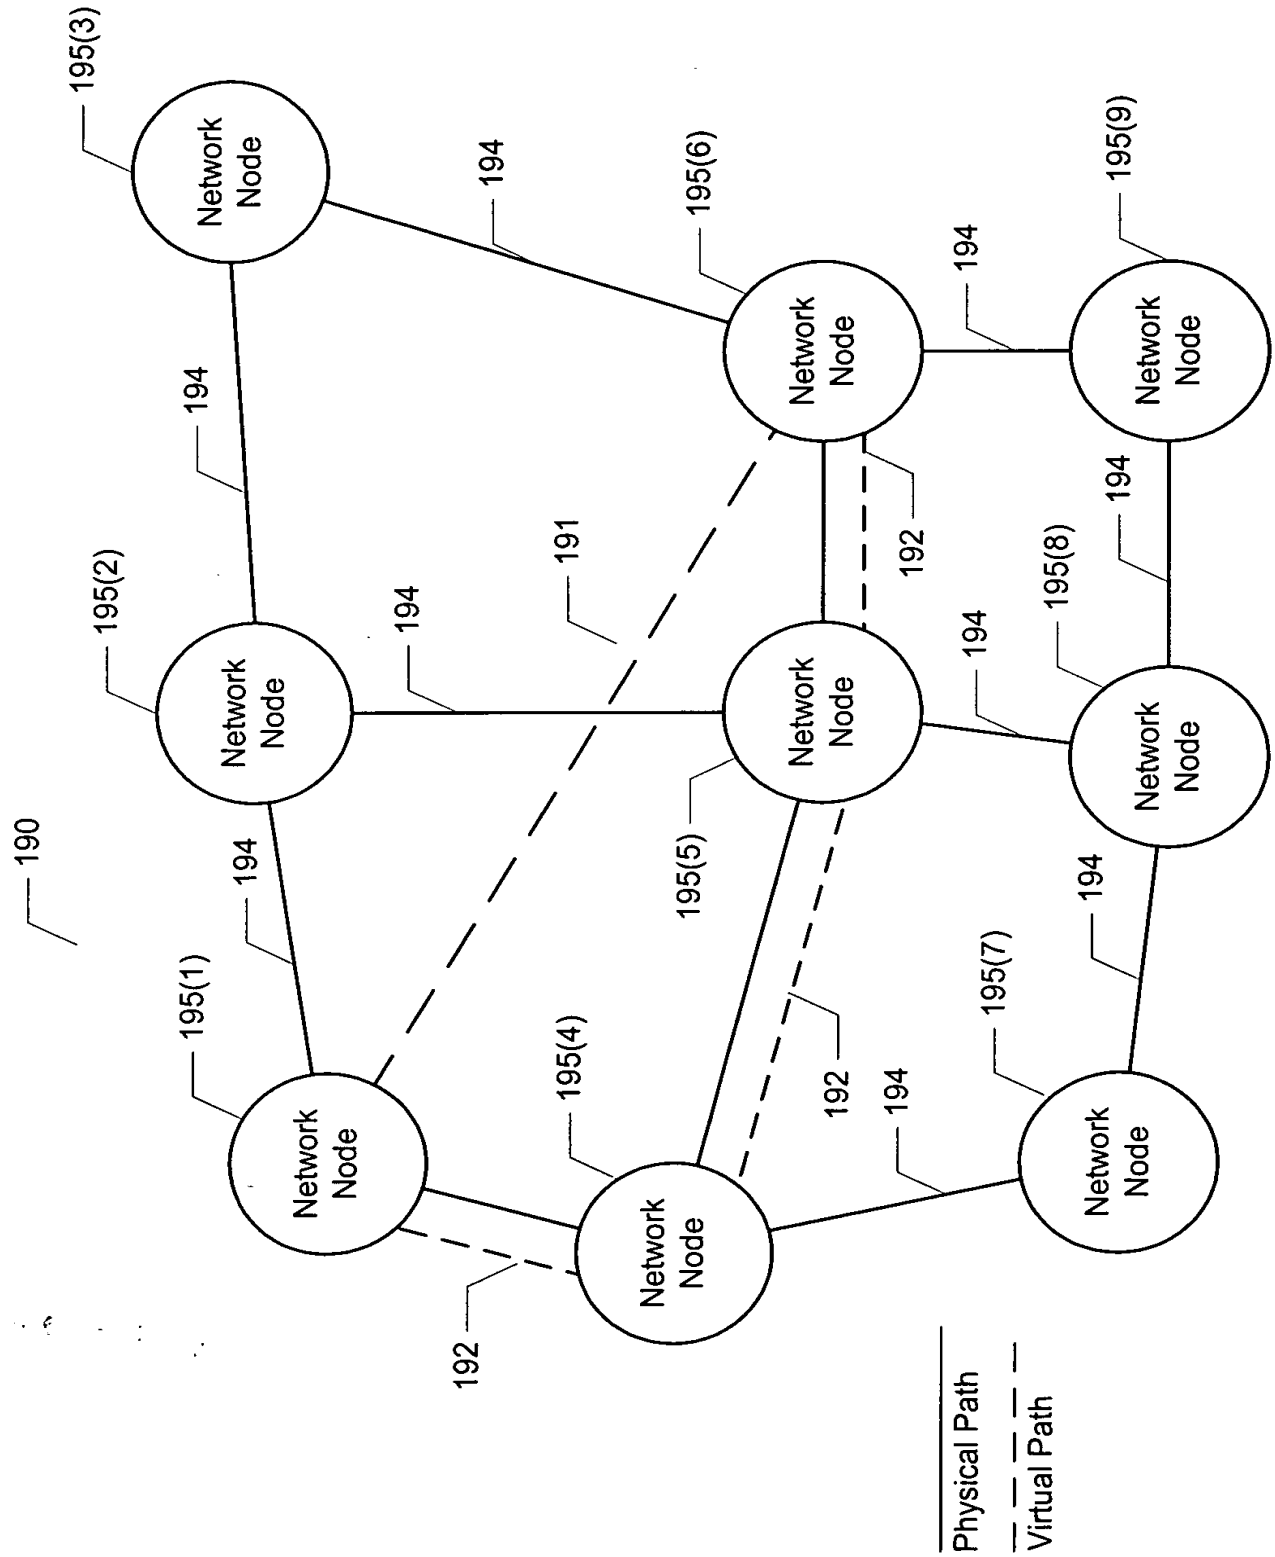 190
195(1)
194
195(2)
194
195(3)
Network
Node
Network
Node
Network
Node
192
194
191
194
195(4)
195(5)
195(6)
Network
Node
Network
Node
Network
Node
192
192
194
194
194
195(7)
195(8)
195(9)
194
194
Network
Node
Network
Node
Network
Node
Physical Path
Virtual Path